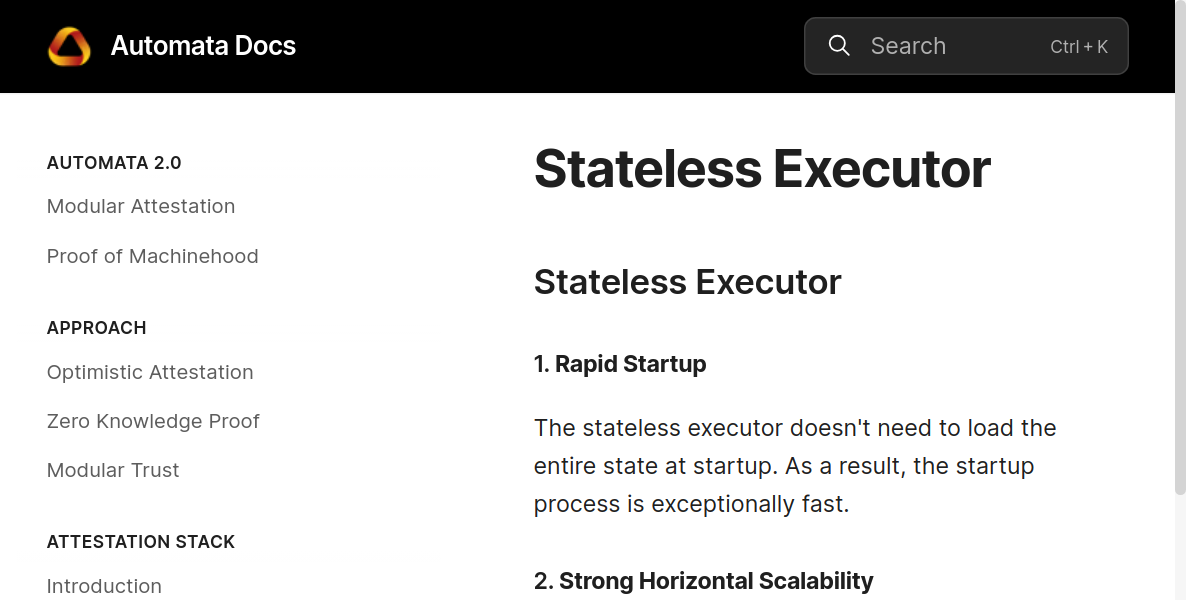 Automata Docs
Search
Ctrl + K
AUTOMATA 2.0
Modular Attestation
Proof of Machinehood
APPROACH
Optimistic Attestation
Zero Knowledge Proof
Modular Trust
ATTESTATION STACK
Introduction
Stateless Executor
Stateless Executor
1. Rapid Startup
The stateless executor doesn't need to load the
entire state at startup. As a result, the startup
process is exceptionally fast.
2. Strong Horizontal Scalability